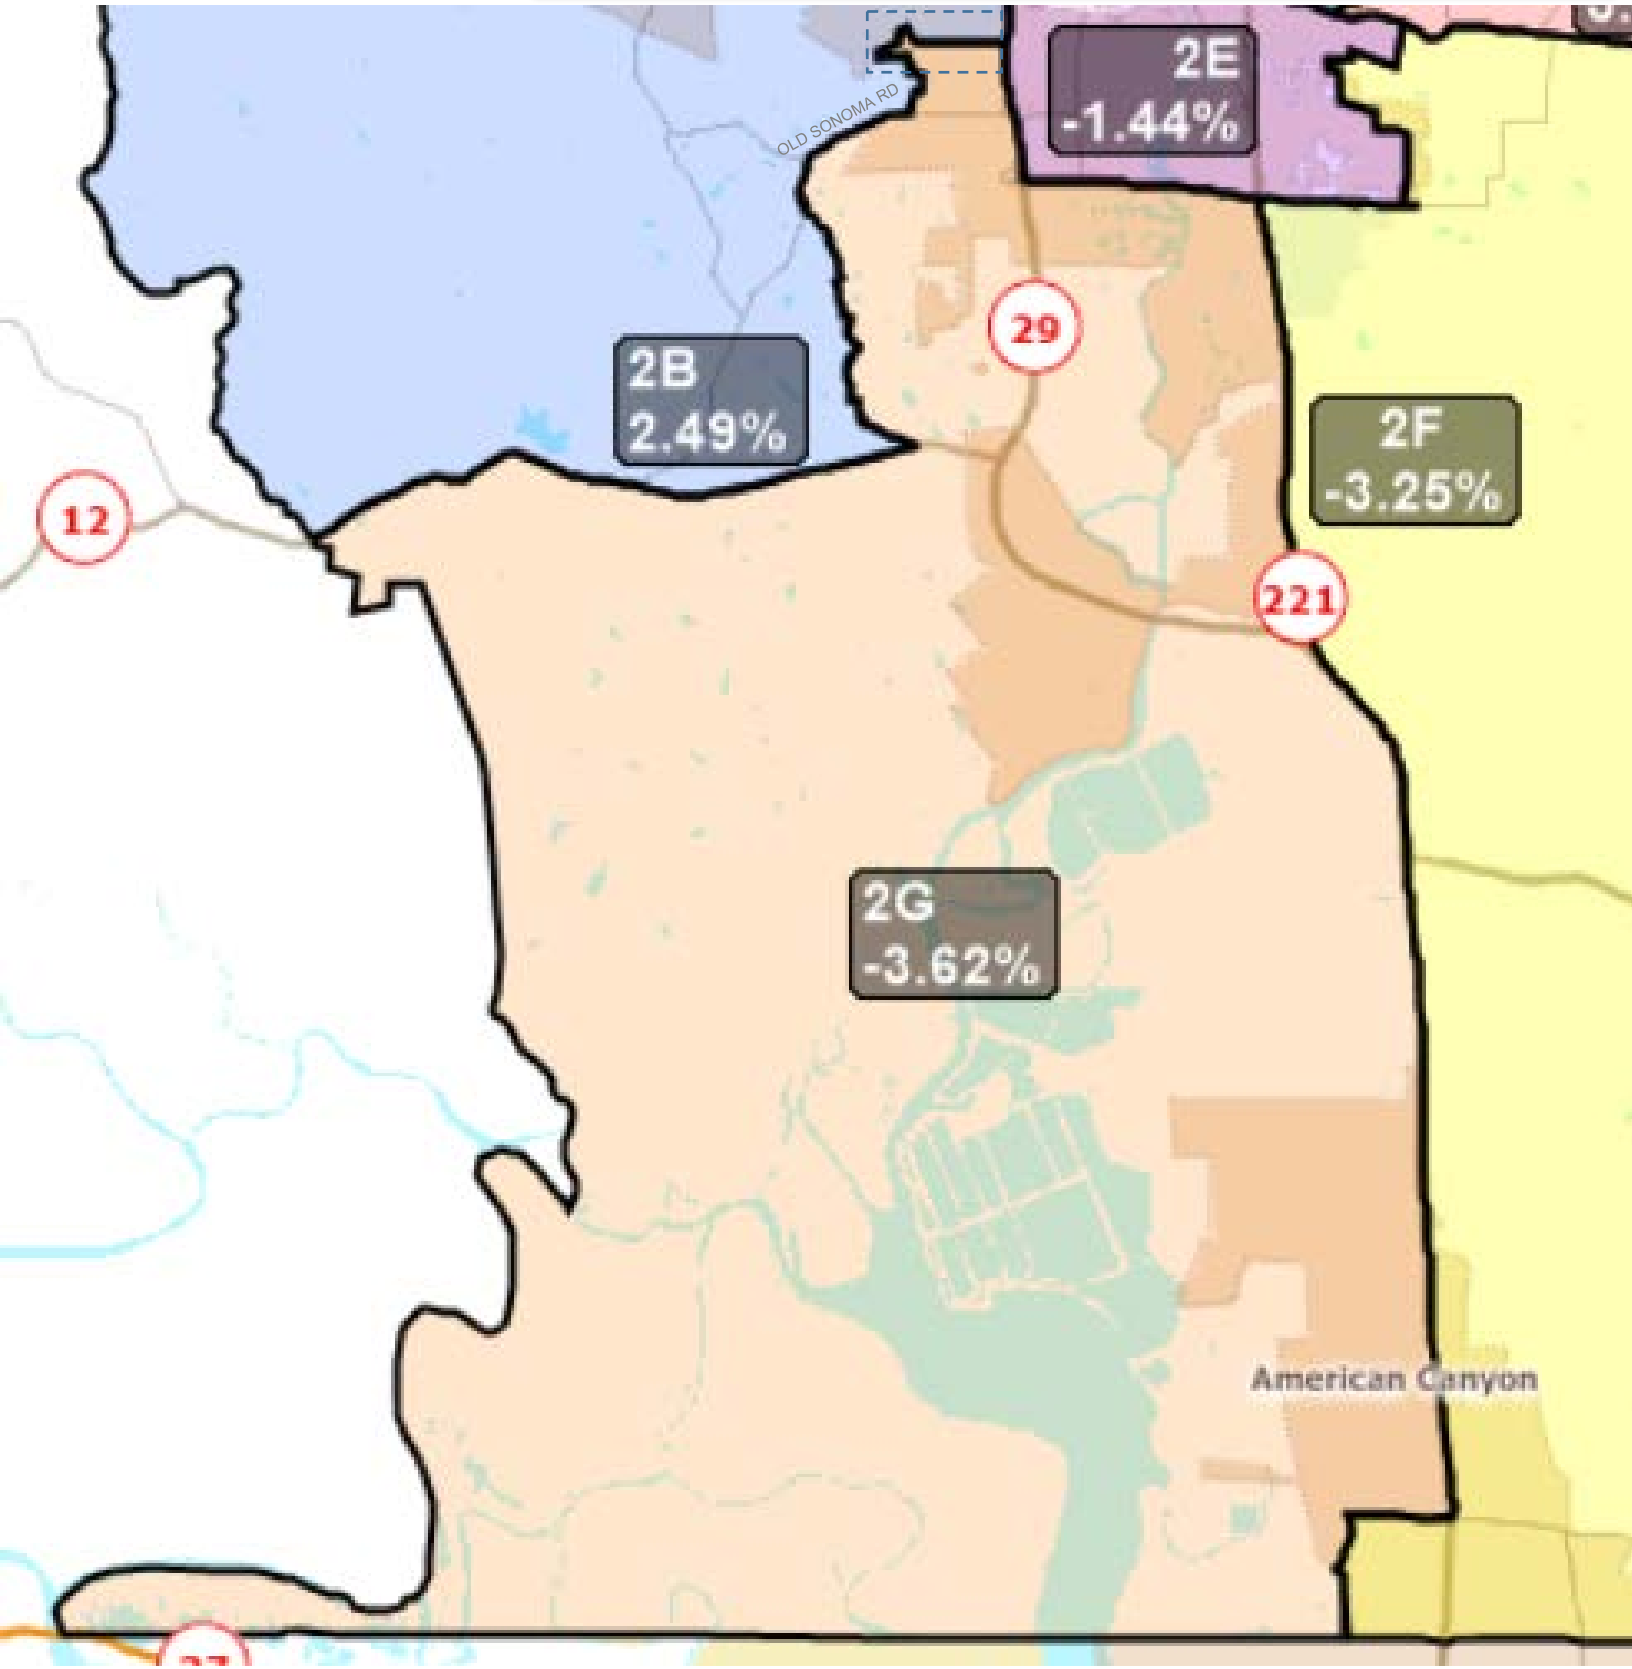 2E
-1.44%
OLD SONOMA RD
29
2B
2.49%
2F
-3.25%
12
221
2G
-3.62%
American Canyon